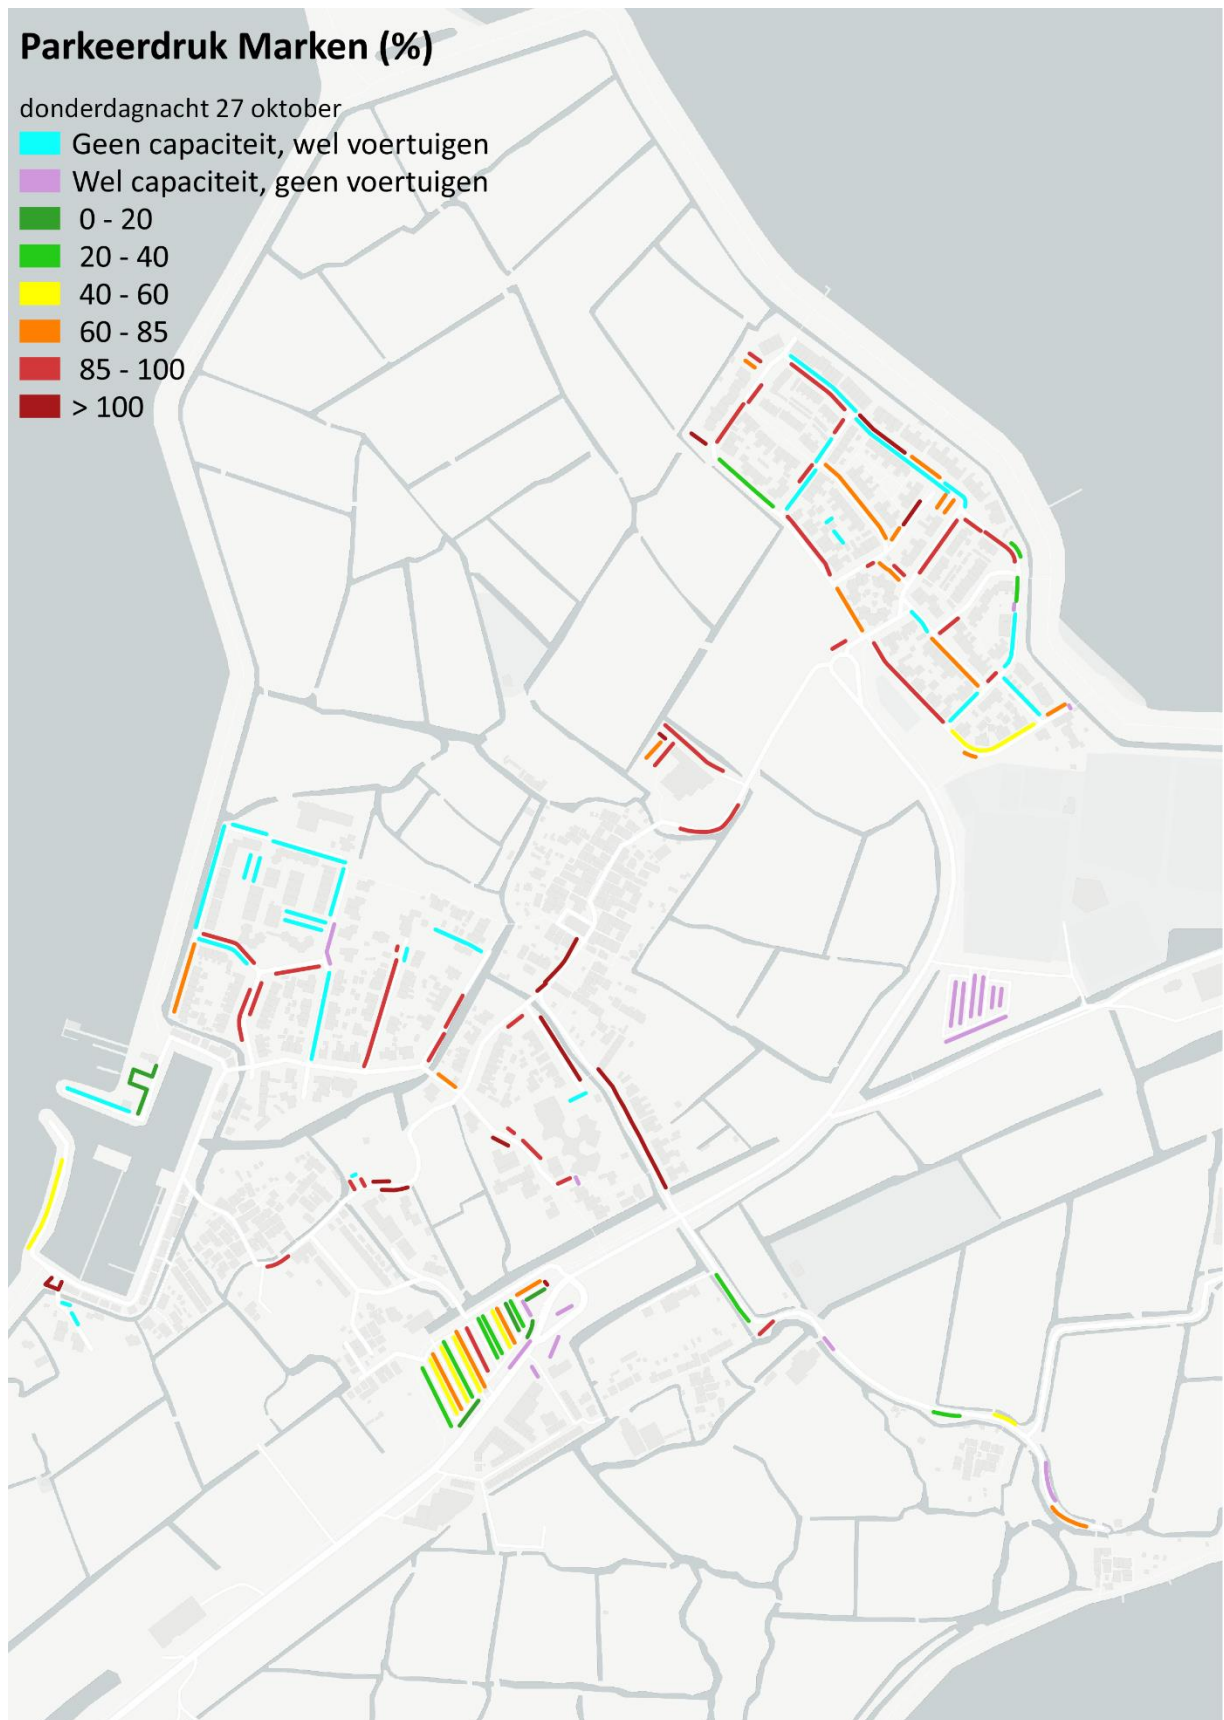 Parkeerdruk Marken (%)
donderdagnacht 27 oktober
Geen capaciteit, wel voertuigen
Wel capaciteit, geen voertuigen
0 - 20
20 - 40
40 - 60
60 - 85
85 - 100
> 100